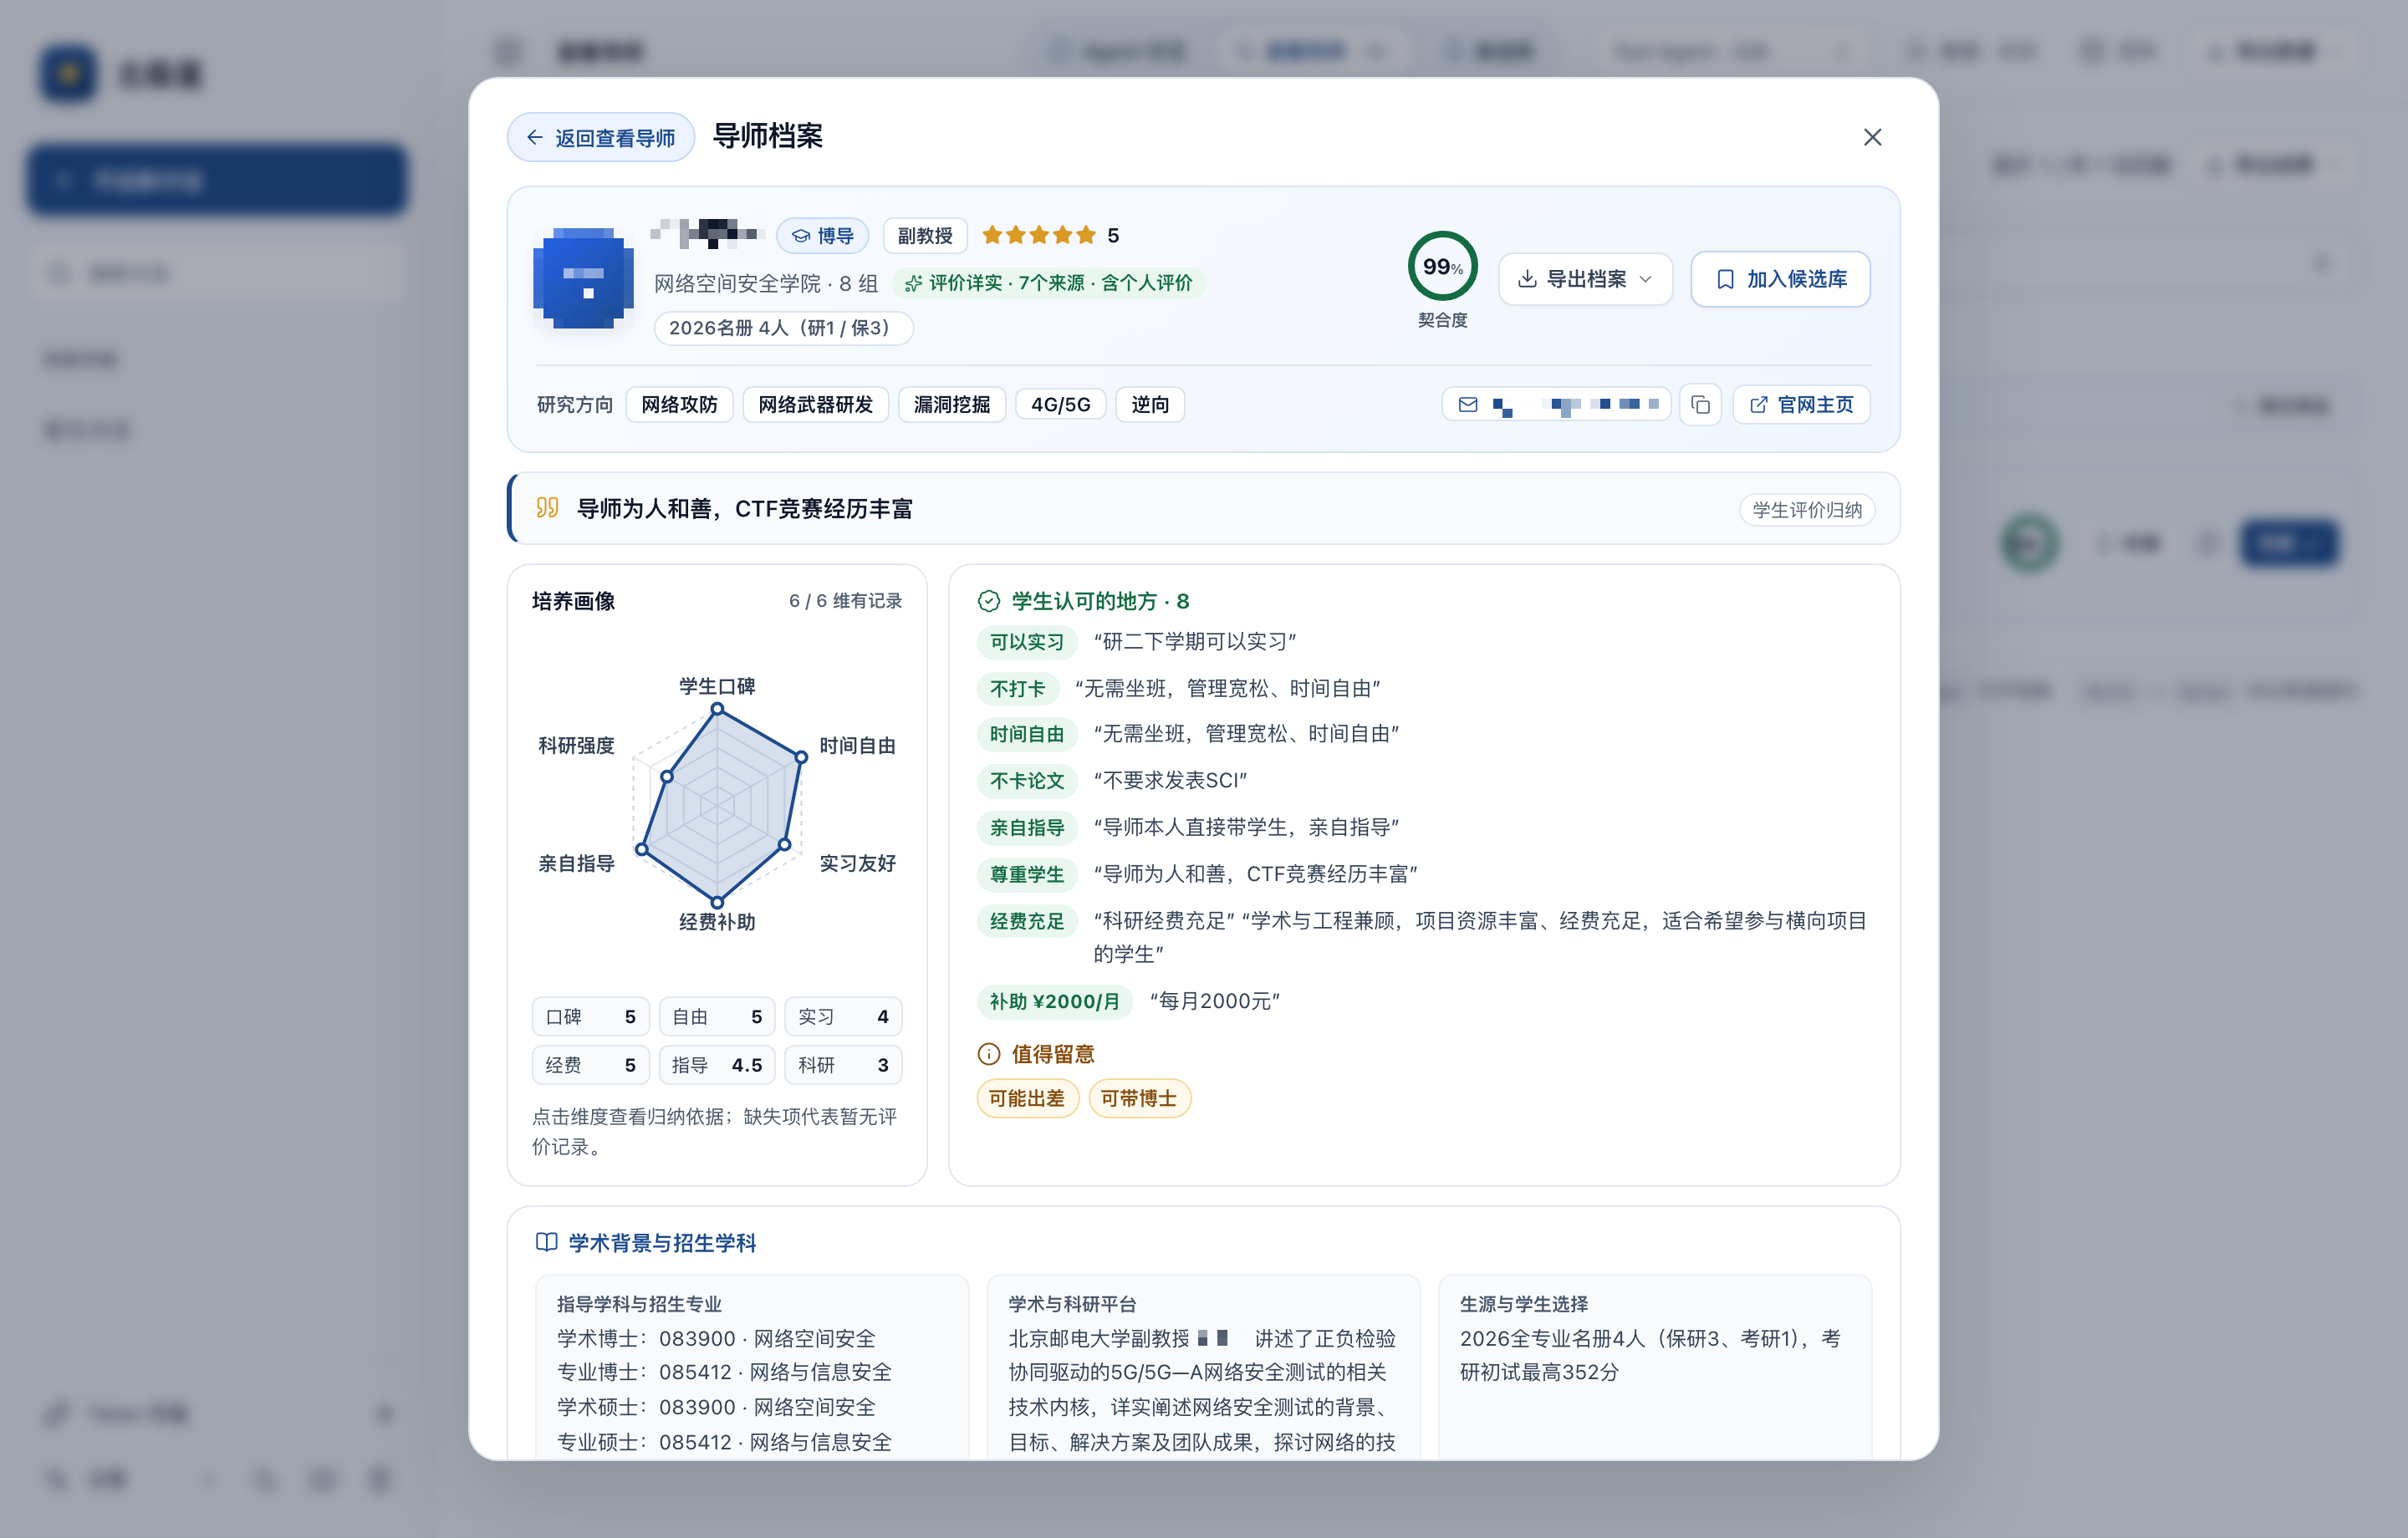 返回查看导师
导师档案
博导
副教授
5
网络空间安全学院 · 8 组
评价详实 · 7个来源 · 含个人评价
2026名册 4人（研1 / 保3）
99%
契合度
导出档案
加入候选库
研究方向
网络攻防
网络武器研发
漏洞挖掘
4G/5G
逆向
官网主页
导师为人和善，CTF竞赛经历丰富
学生评价归纳
培养画像
6 / 6 维有记录
学生口碑
科研强度
时间自由
亲自指导
实习友好
经费补助
口碑 5
自由 5
实习 4
经费 5
指导 4.5
科研 3
点击维度查看归纳依据；缺失项代表暂无评
价记录。
学生认可的地方 · 8
可以实习 “研二下学期可以实习”
不打卡 “无需坐班，管理宽松、时间自由”
时间自由 “无需坐班，管理宽松、时间自由”
不卡论文 “不要求发表SCI”
亲自指导 “导师本人直接带学生，亲自指导”
尊重学生 “导师为人和善，CTF竞赛经历丰富”
经费充足 “科研经费充足” “学术与工程兼顾，项目资源丰富、经费充足，适合希望参与横向项目
的学生”
补助 ¥2000/月 “每月2000元”
值得留意
可能出差
可带博士
学术背景与招生学科
指导学科与招生专业
学术博士：083900 · 网络空间安全
专业博士：085412 · 网络与信息安全
学术硕士：083900 · 网络空间安全
专业硕士：085412 · 网络与信息安全
学术与科研平台
北京邮电大学副教授 讲述了正负检验
协同驱动的5G/5G—A网络安全测试的相关
技术内核，详实阐述网络安全测试的背景、
目标、解决方案及团队成果，探讨网络的技
生源与学生选择
2026全专业名册4人（保研3、考研1），考
研初试最高352分